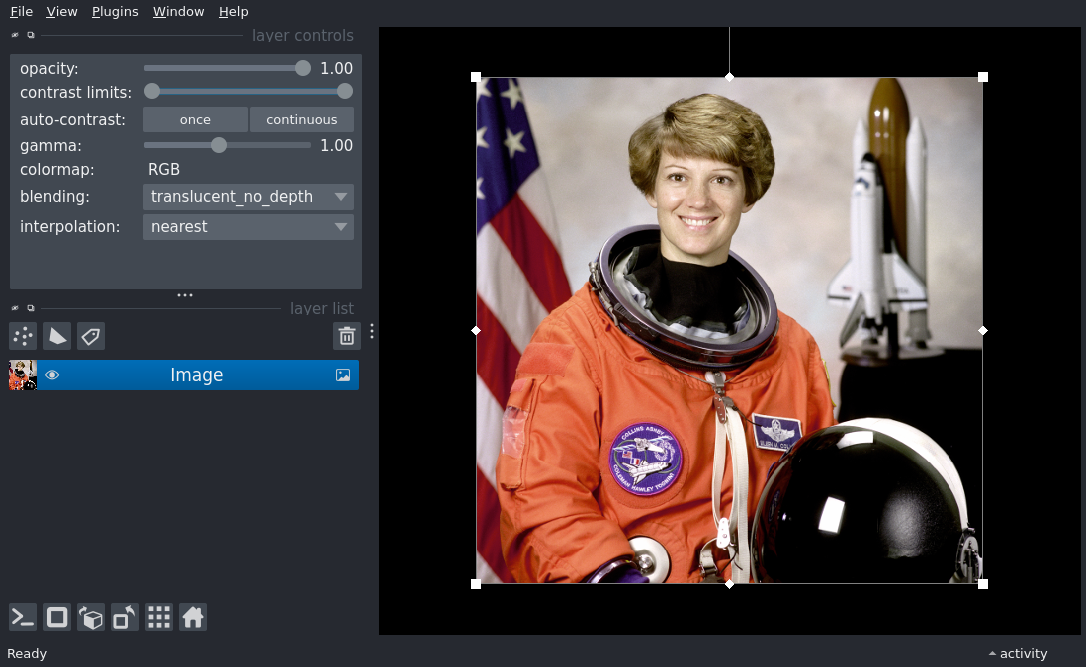 File View Plugins Window Help
layer controls
opacity: 1.00
contrast limits:
auto-contrast: once continuous
gamma: 1.00
colormap: RGB
blending: translucent_no_depth
interpolation: nearest
layer list
Image
COLLINS ASHBY
COLEMAN HAWLEY TOGNINI
USA
Ready
activity